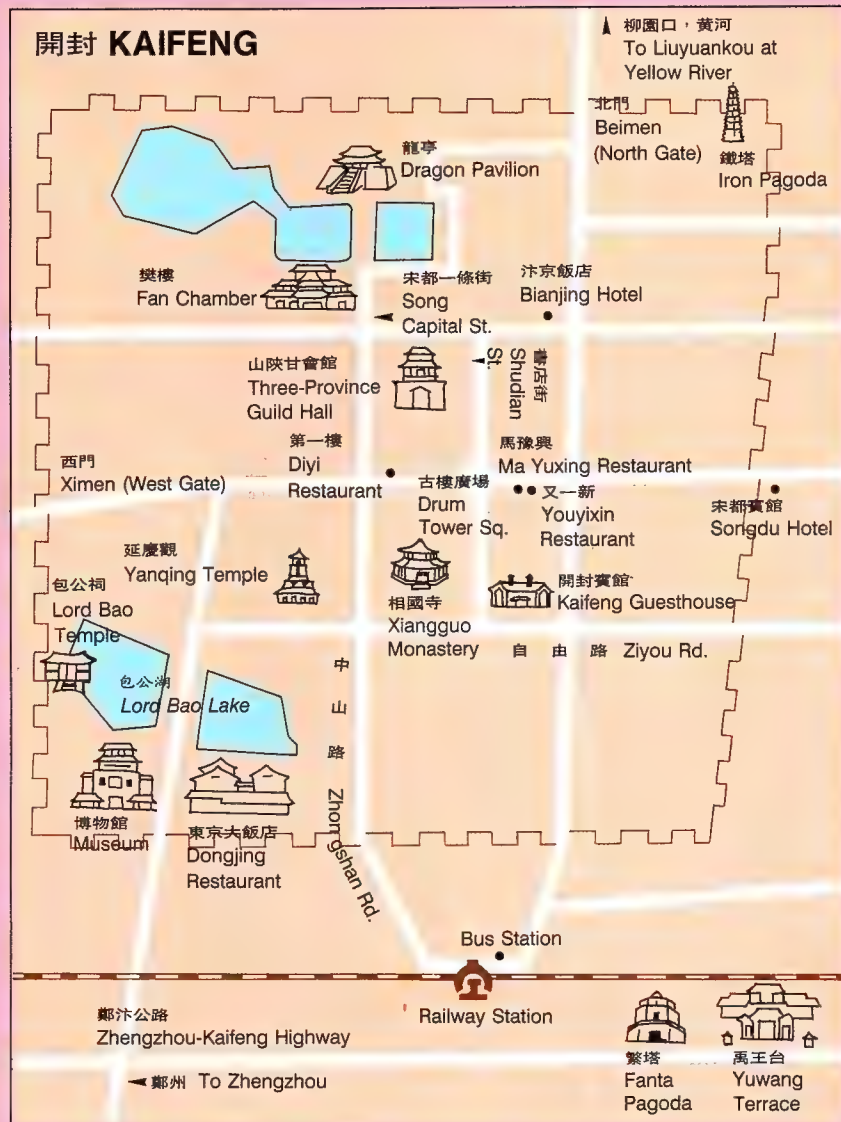 開封 KAIFENG
柳園口，黄河
To Liuyuankou at
Yellow River
北門
Beimen
(North Gate)
鐵塔
Iron Pagoda
龍亭
Dragon Pavilion
樊樓
Fan Chamber
宋都一條街
Song
Capital St.
汴京飯店
Bianjing Hotel
山陝甘會館
Three-Province
Guild Hall
書店街
Shudian
St.
西門
Ximen (West Gate)
第一樓
Diyi
Restaurant
馬豫興
Ma Yuxing Restaurant
古樓廣場
Drum
Tower Sq.
又一新
Youyixin
Restaurant
宋都賓館
Songdu Hotel
延慶觀
Yanqing Temple
包公祠
Lord Bao
Temple
相國寺
Xiangguo
Monastery
開封賓館
Kaifeng Guesthouse
自由路 Ziyou Rd.
包公湖
Lord Bao Lake
中山路 Zhongshan Rd.
博物館
Museum
東京大飯店
Dongjing
Restaurant
Bus Station
Railway Station
鄭汴公路
Zhengzhou-Kaifeng Highway
鄭州 To Zhengzhou
繁塔
Fanta
Pagoda
禹王台
Yuwang
Terrace